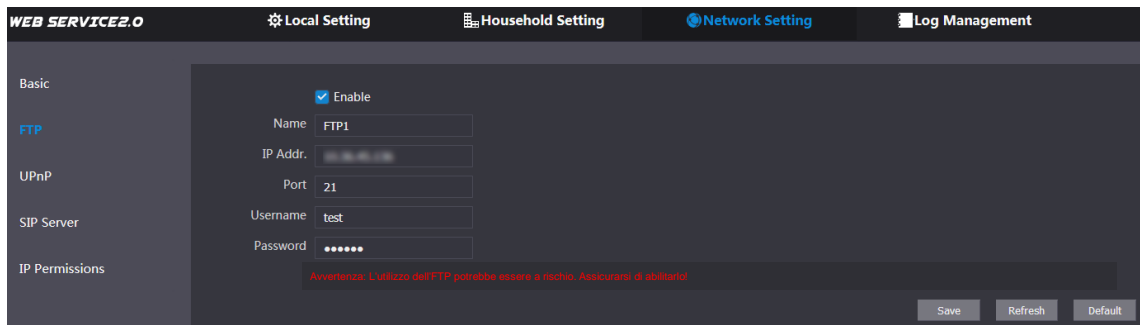 WEB SERVICE2.0 Local Setting Household Setting Network Setting Log Management
Basic
Enable
FTP
Name FTP1
IP Addr.
UPnP
Port 21
SIP Server
Username test
Password ••••••
IP Permissions
Avvertenza: L'utilizzo dell'FTP potrebbe essere a rischio. Assicurarsi di abilitarlo!
Save Refresh Default